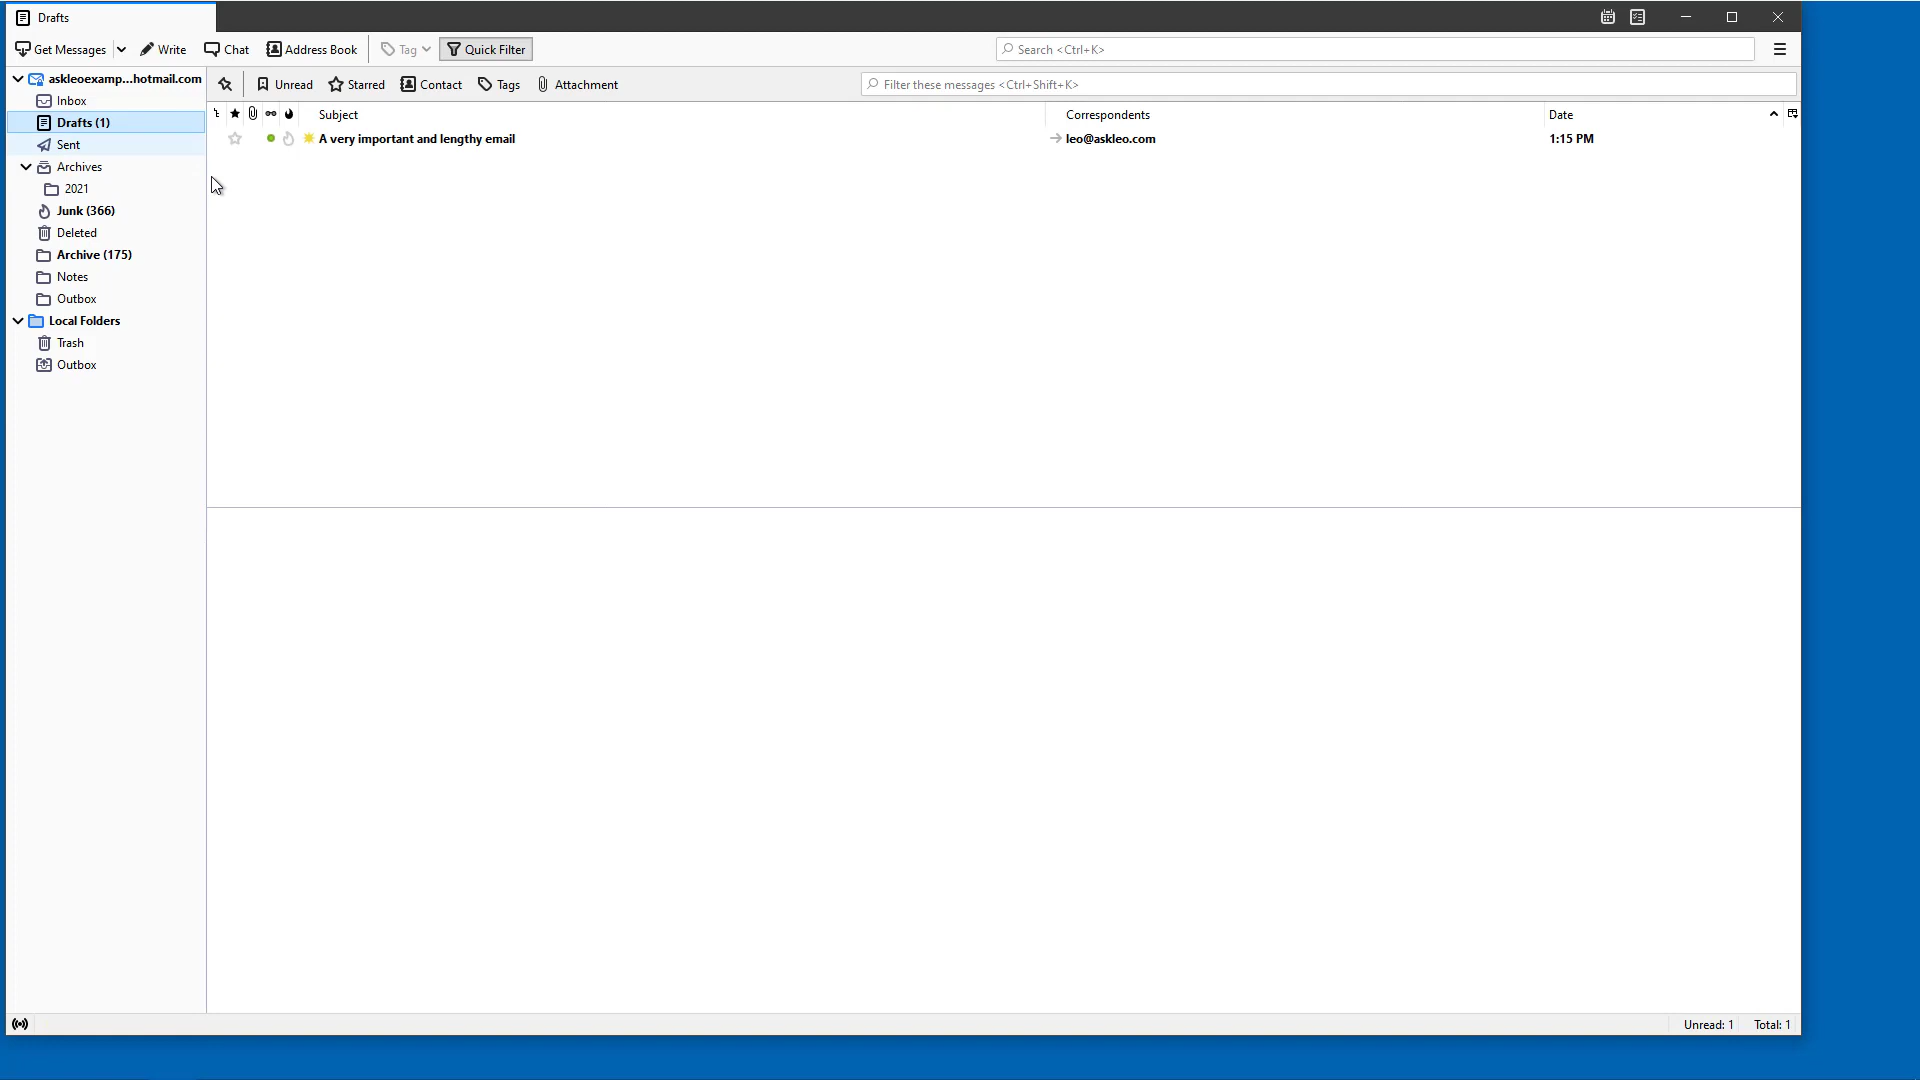 Drafts
Get Messages Write Chat Address Book Tag Quick Filter Search <Ctrl+K>
askleoexamp...hotmail.com
Inbox
Drafts (1)
Sent
Archives
2021
Junk (366)
Deleted
Archive (175)
Notes
Outbox
Local Folders
Trash
Outbox
Unread Starred Contact Tags Attachment Filter these messages <Ctrl+Shift+K>
Subject Correspondents Date
A very important and lengthy email leo@askleo.com 1:15 PM
Unread: 1 Total: 1